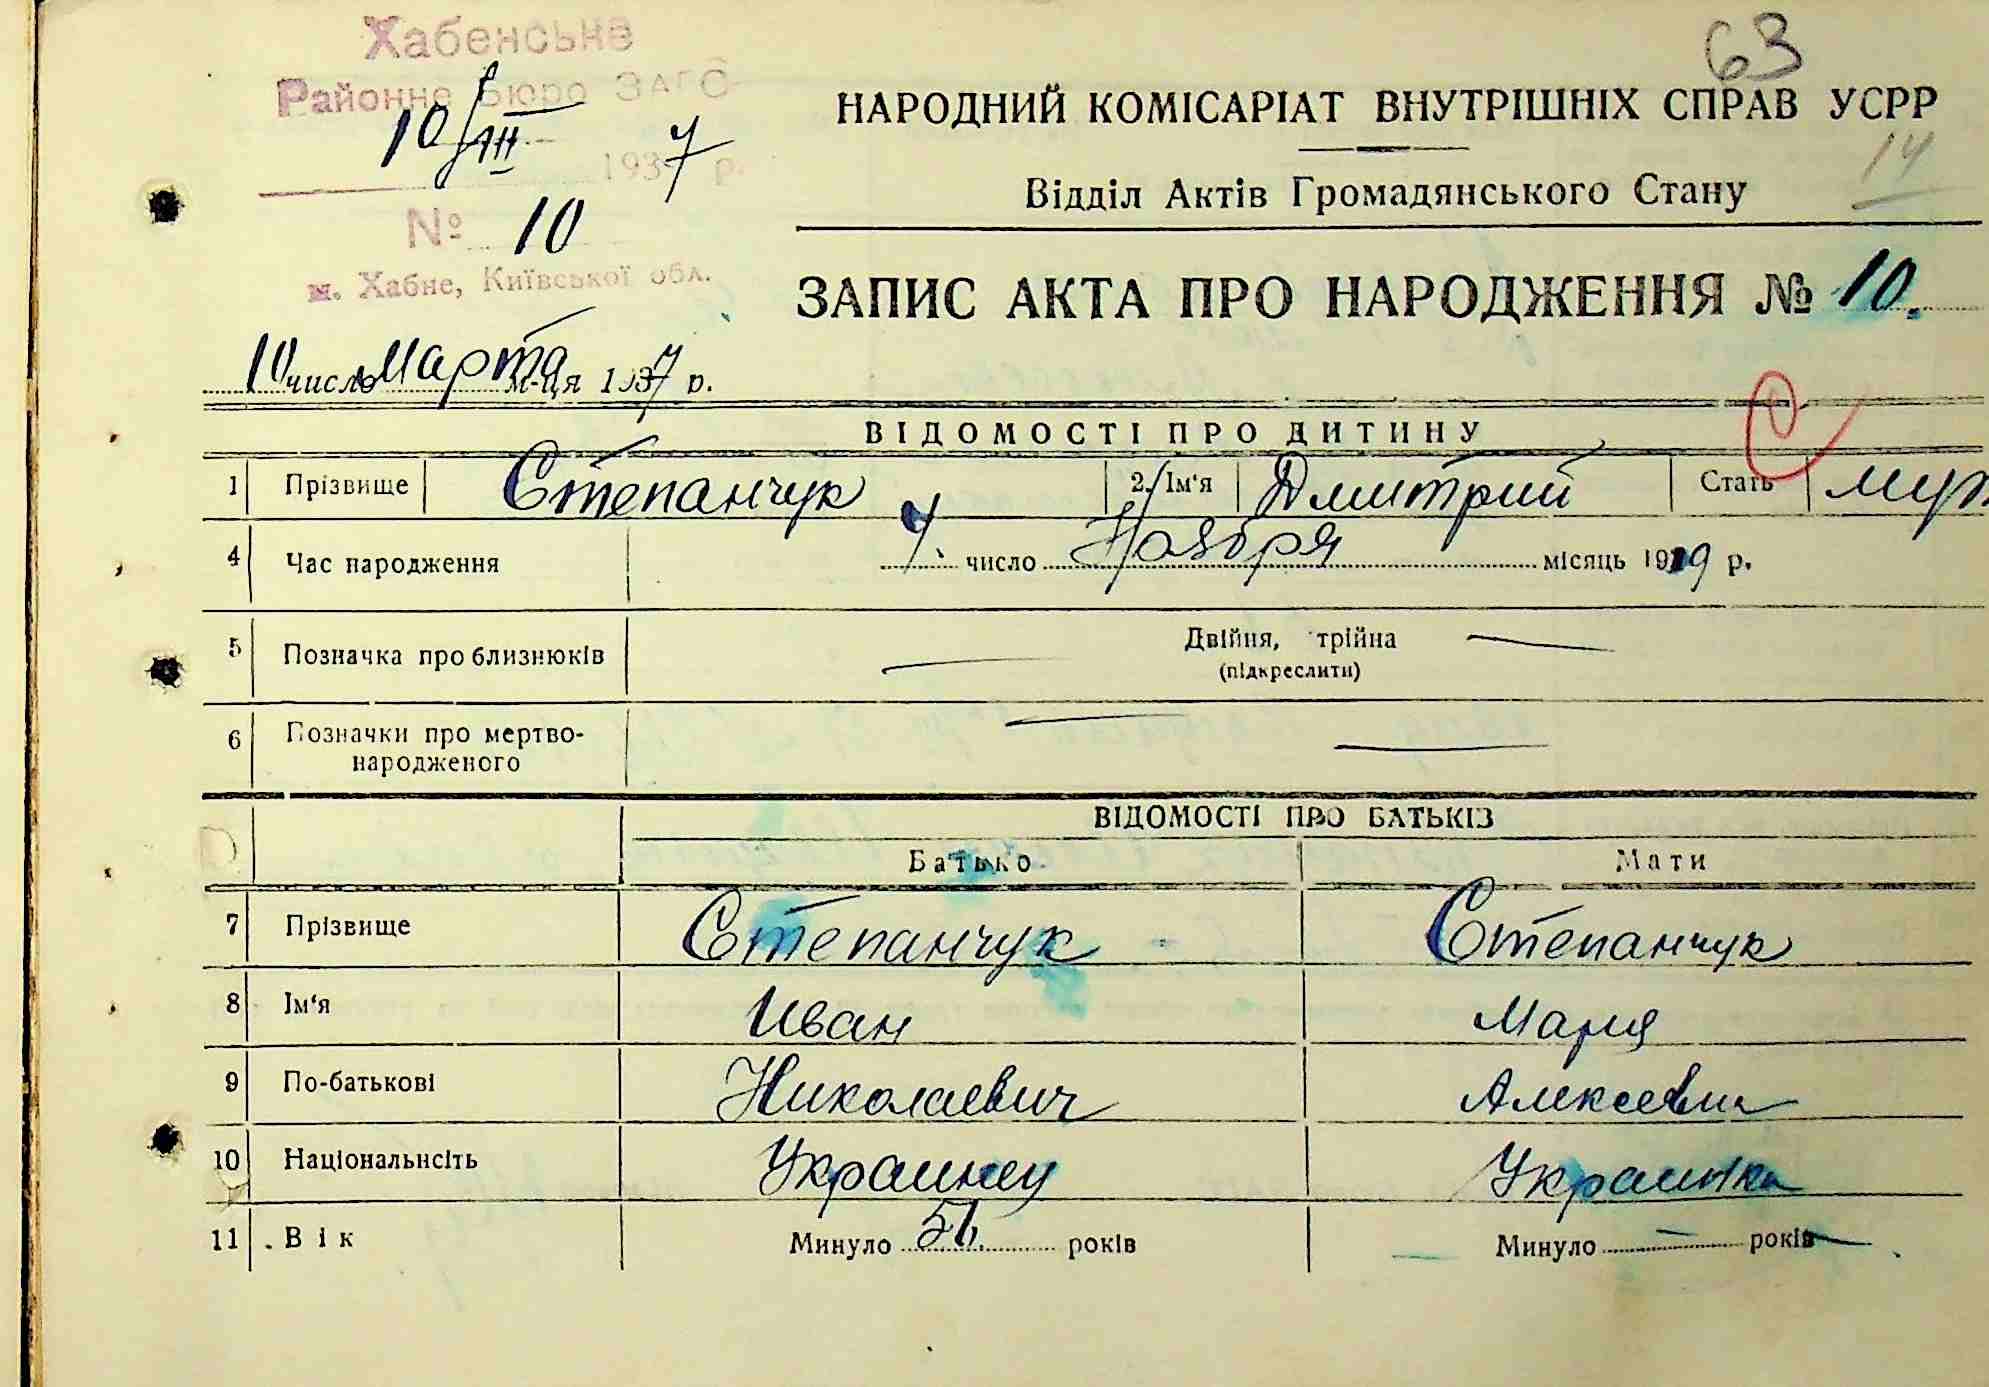 63
Хабенське
Районне Бюро ЗАГС
10/III 1937 р.
№ 10
м. Хабне, Київської обл.
НАРОДНИЙ КОМІСАРІАТ ВНУТРІШНІХ СПРАВ УСРР
14
Відділ Актів Громадянського Стану
ЗАПИС АКТА ПРО НАРОДЖЕННЯ № 10.
10 число Марта м-ця 1937 р.
ВІДОМОСТІ ПРО ДИТИНУ
1 Прізвище Степанчук 2. Ім'я Дмитрий Стать муж
4 Час народження 4. число Ноября місяць 1919 р.
5 Позначка про близнюків Двійня, трійна
(підкреслити)
6 Позначки про мертво-
народженого
ВІДОМОСТІ ПРО БАТЬКІВ
Батько Мати
7 Прізвище Степанчук Степанчук
8 Ім'я Иван Мария
9 По-батькові Николаевич Алексеевна
10 Національнсіть Украинец Украинка
11 Вік Минуло років Минуло років